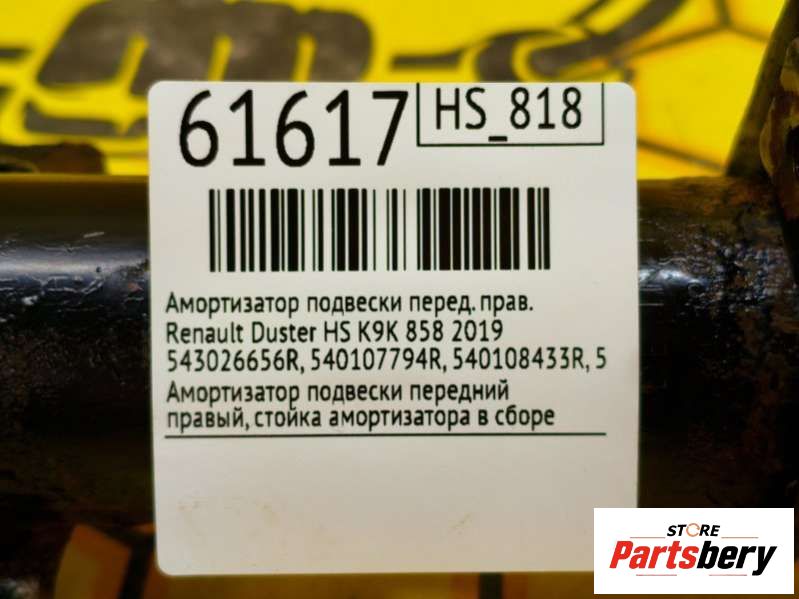 61617
HS_818
Амортизатор подвески перед. прав.
Renault Duster HS K9K 858 2019
543026656R, 540107794R, 540108433R, 5
Амортизатор подвески передний
правый, стойка амортизатора в сборе
STORE
Partsbery